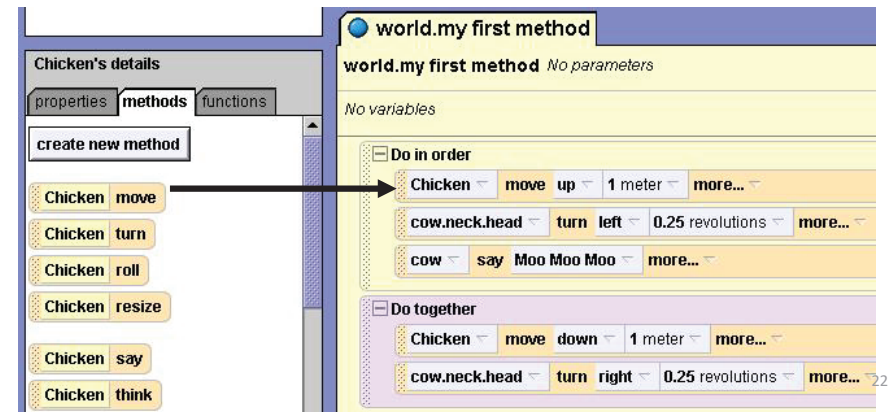 Chicken's details
properties methods functions
create new method
Chicken move
Chicken turn
Chicken roll
Chicken resize
Chicken say
Chicken think
world.my first method
world.my first method No parameters
No variables
Do in order
Chicken move up 1 meter more...
cow.neck.head turn left 0.25 revolutions more...
cow say Moo Moo Moo more...
Do together
Chicken move down 1 meter more...
cow.neck.head turn right 0.25 revolutions more...
22